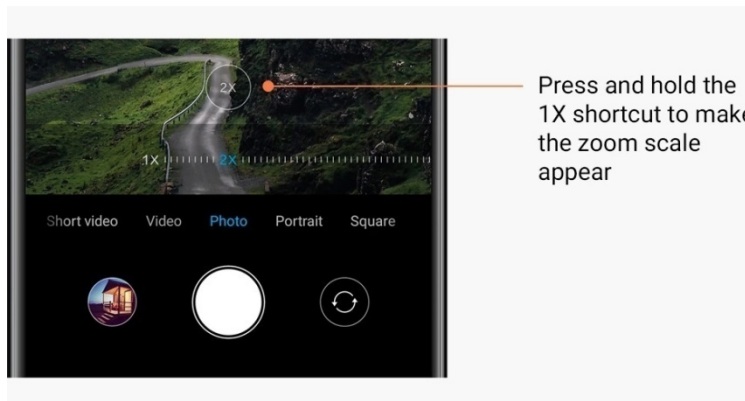 2X
Press and hold the
1X shortcut to make
the zoom scale
appear
1X 2X
Short video Video Photo Portrait Square